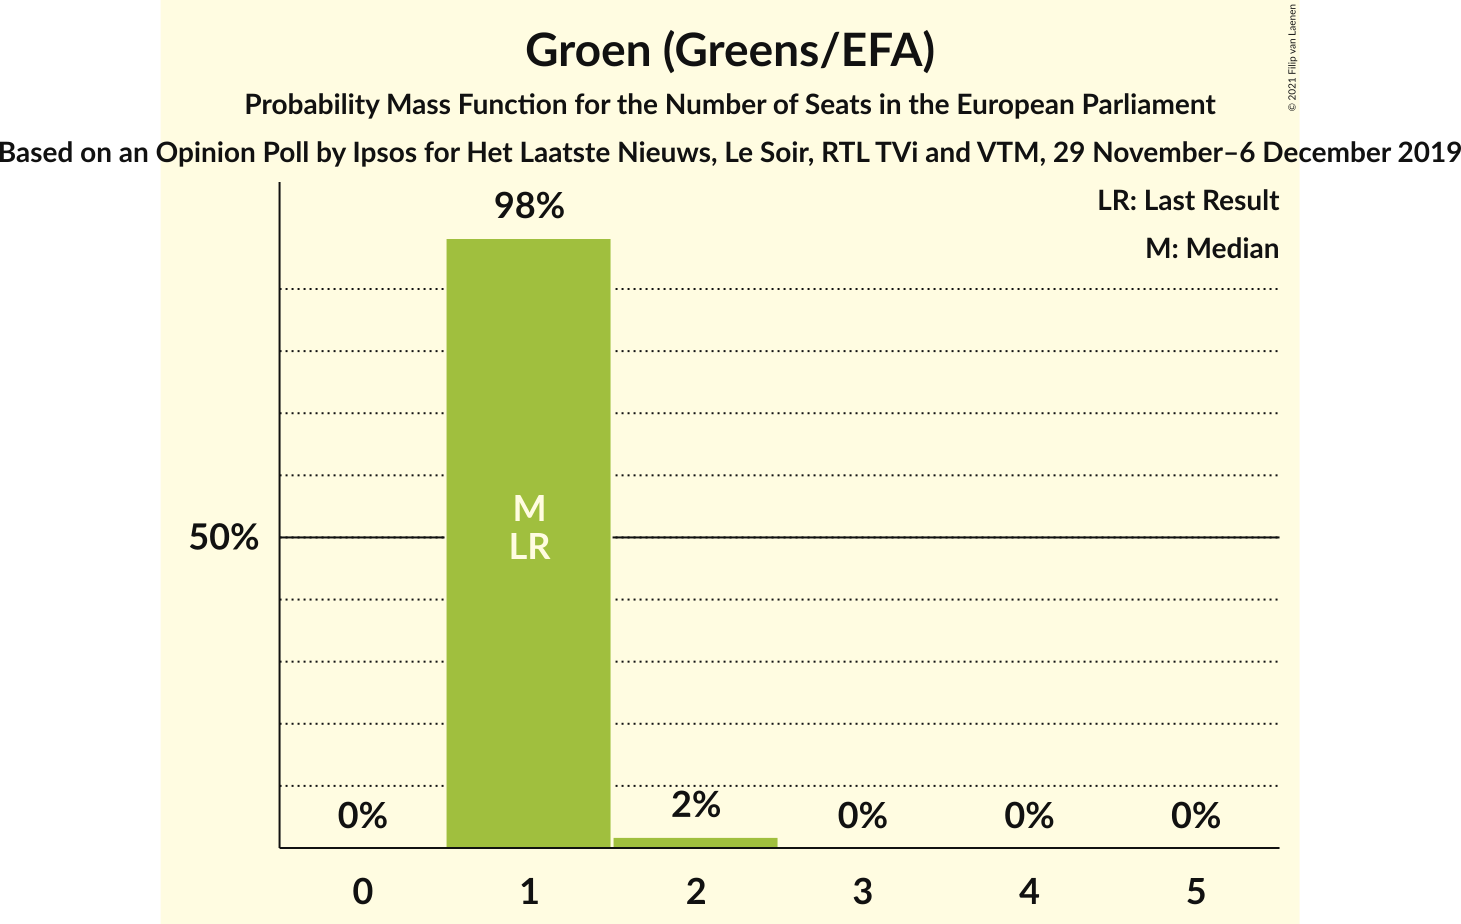 Groen (Greens/EFA)
Probability Mass Function for the Number of Seats in the European Parliament
Based on an Opinion Poll by Ipsos for Het Laatste Nieuws, Le Soir, RTL TVi and VTM, 29 November–6 December 2019
© 2021 Filip van Laenen
LR: Last Result
M: Median
98%
M
LR
50%
0%
2%
0%
0%
0%
0
1
2
3
4
5